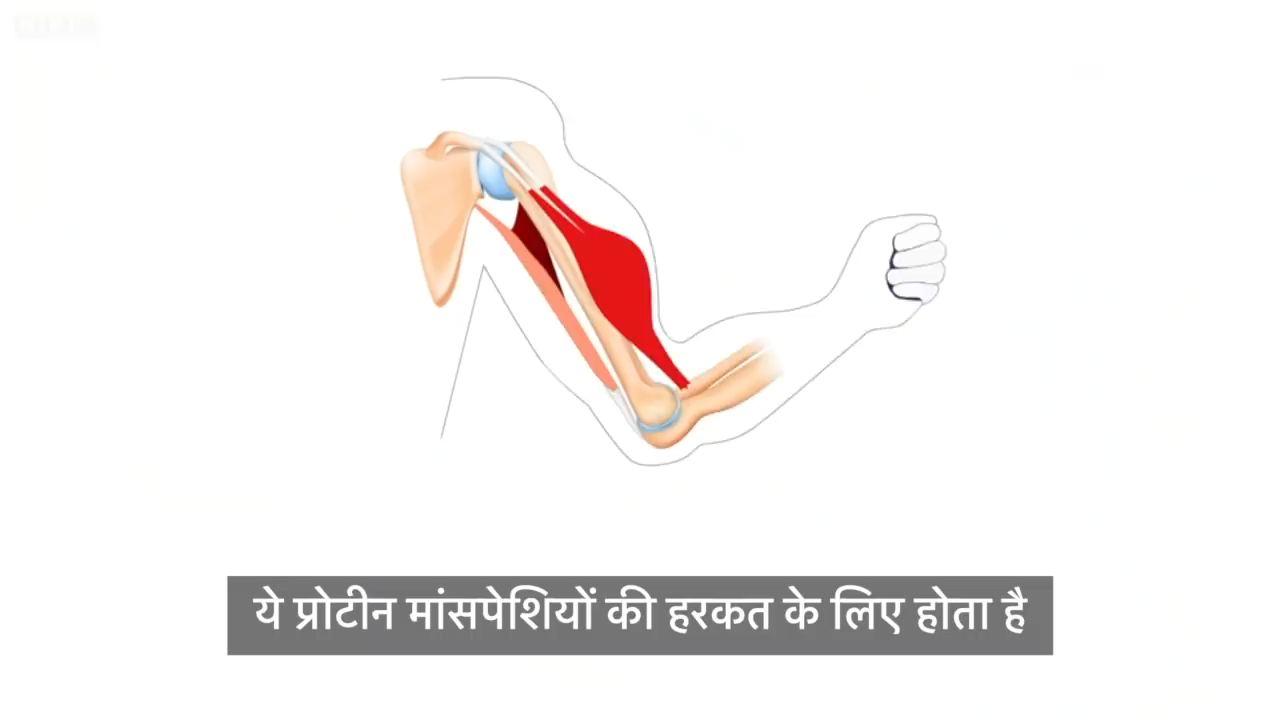 ये प्रोटीन मांसपेशियों की हरकत के लिए होता है